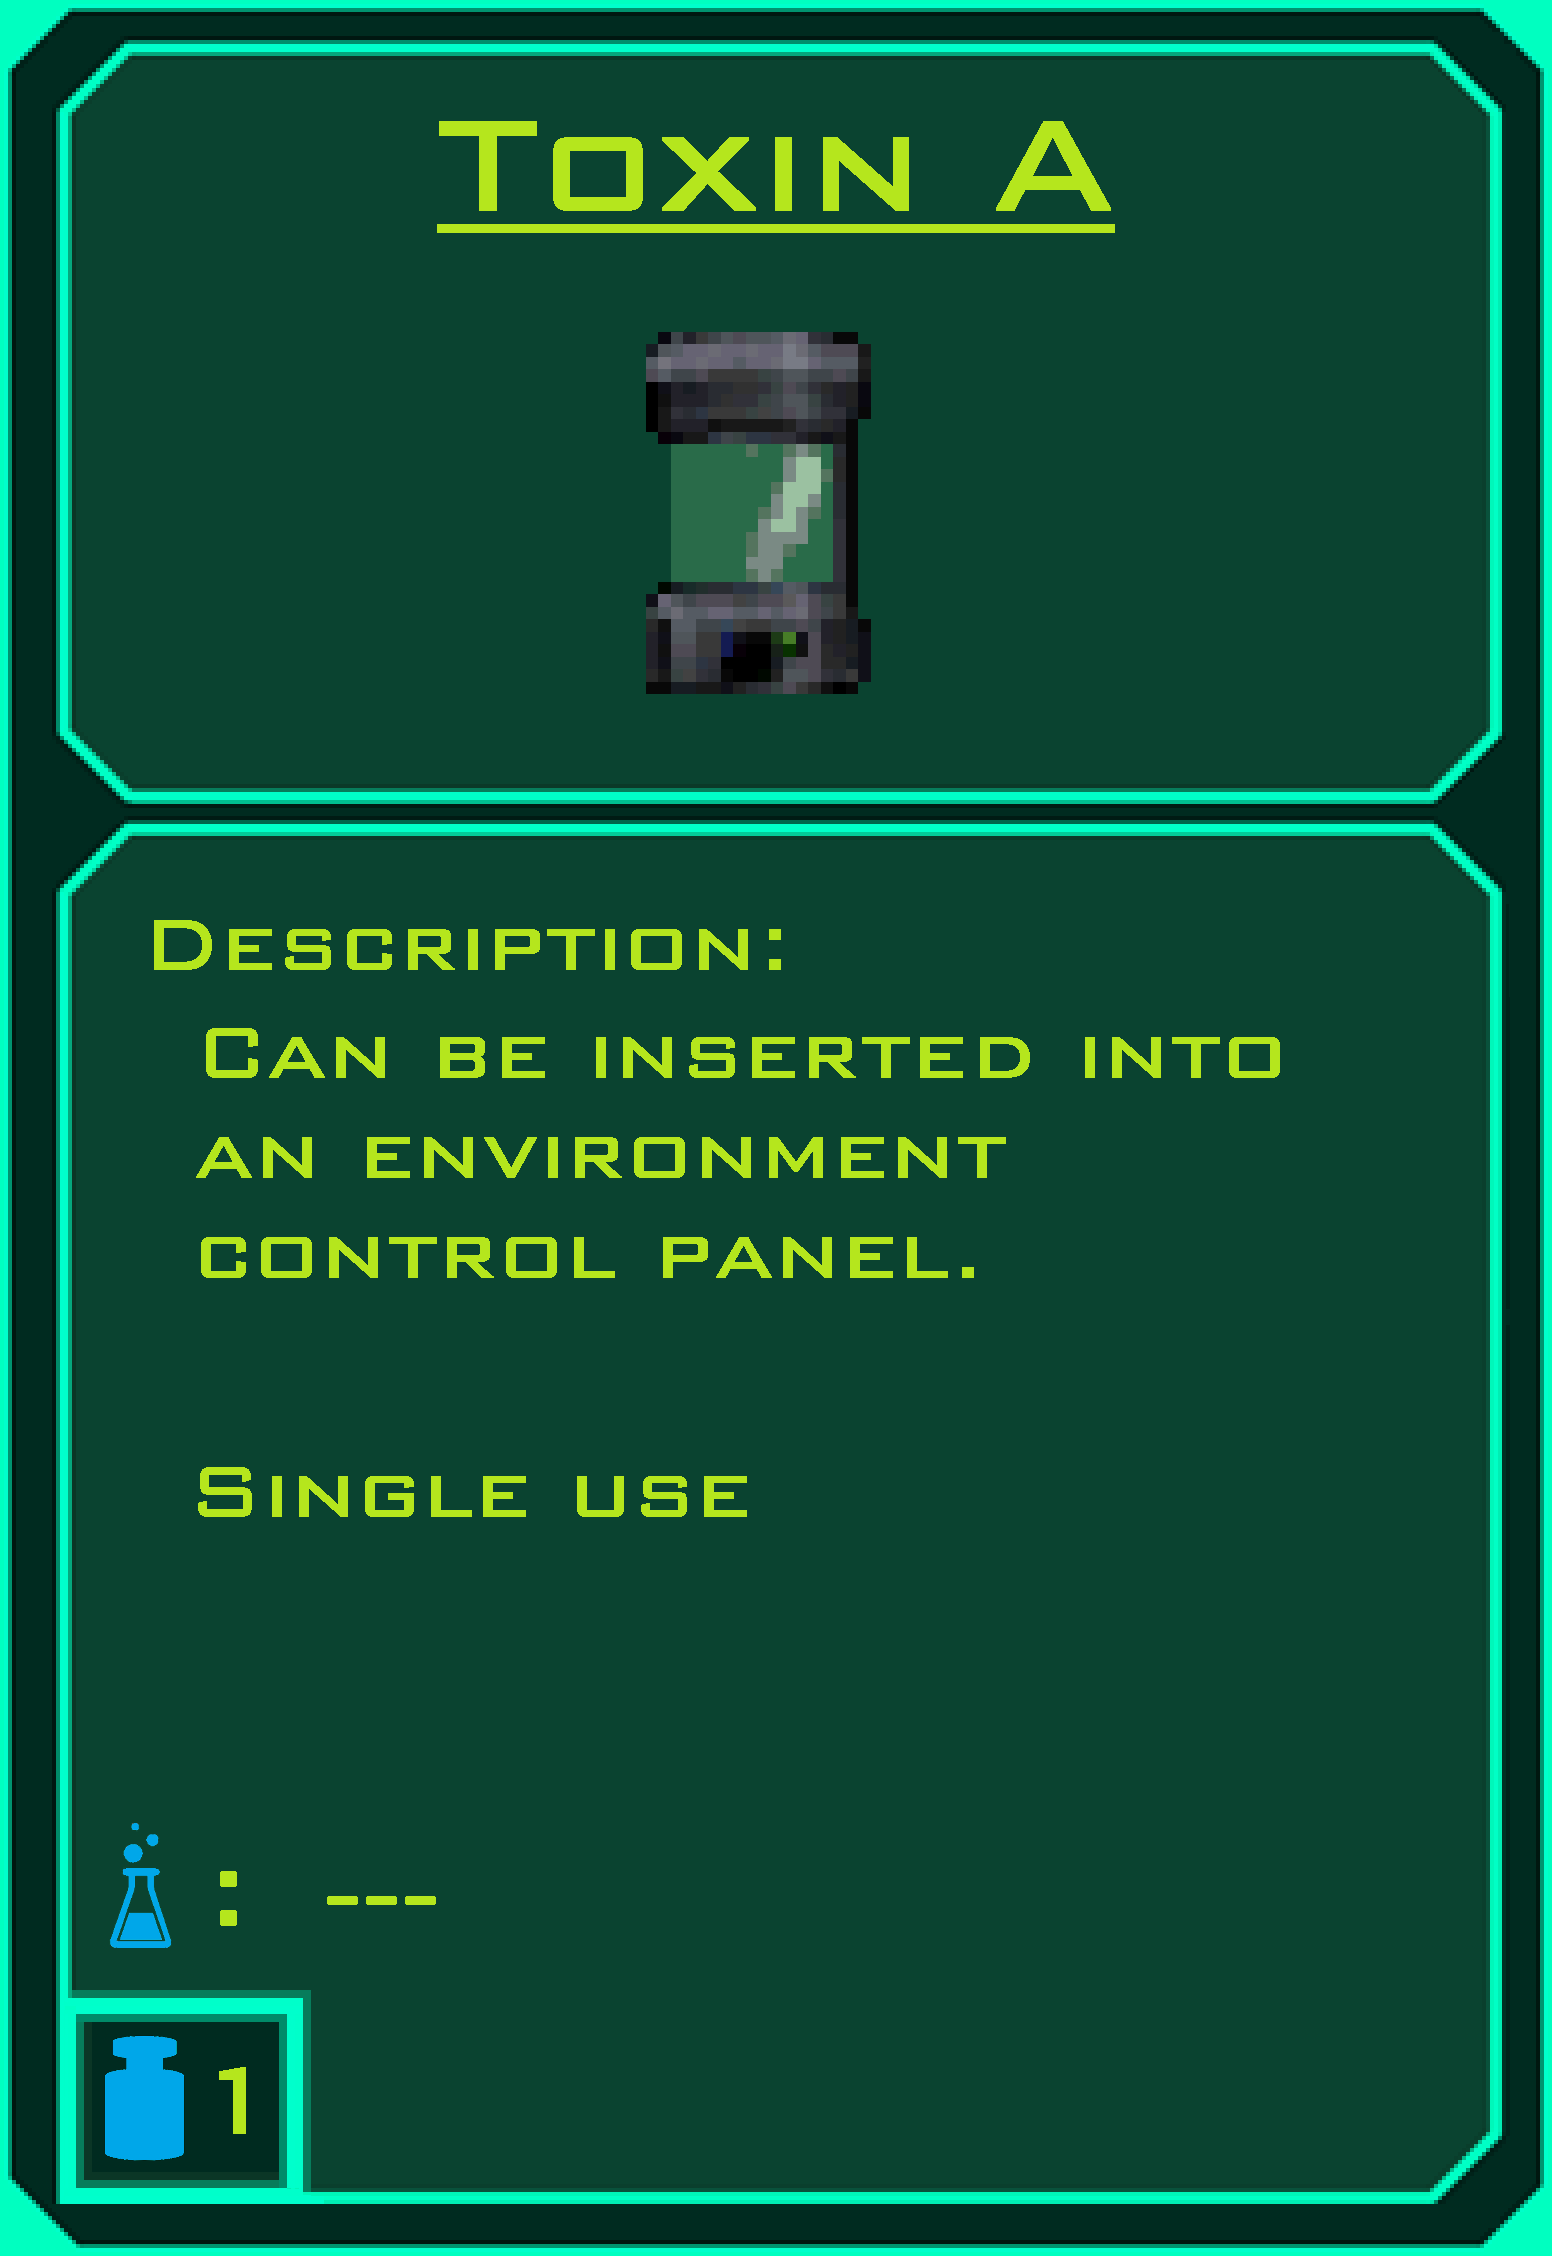 Toxin A
Description:
Can be inserted into
an environment
control panel.
Single use
: ---
1